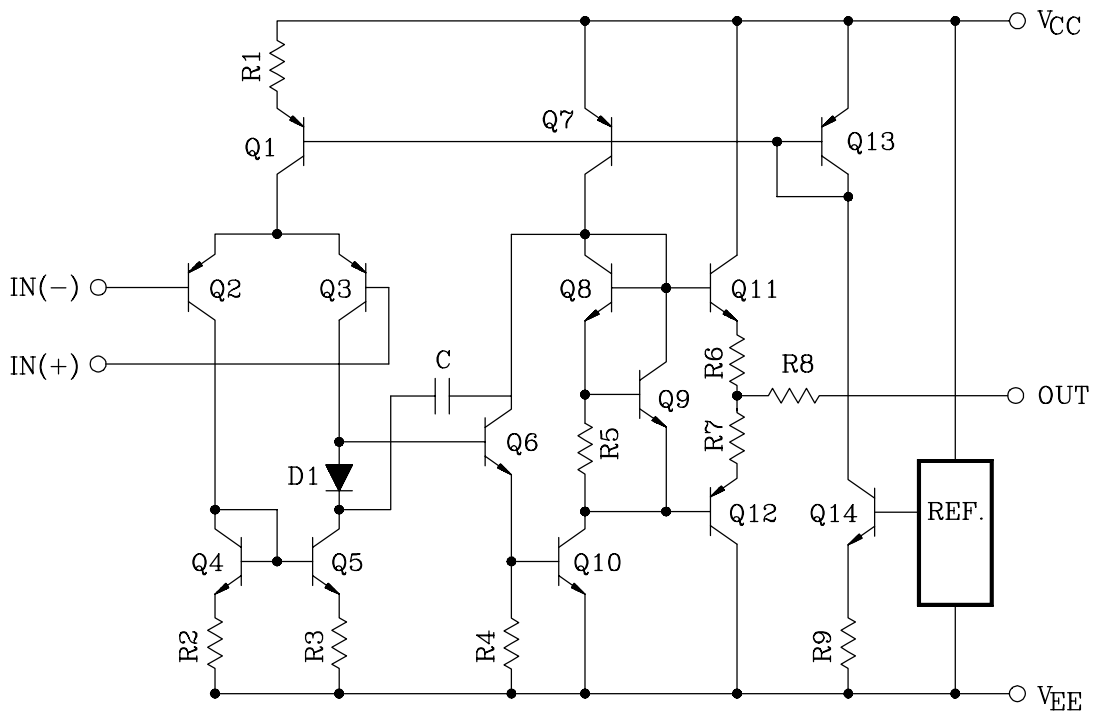 VCC
R1
Q1
Q7
Q13
IN(-)
Q2
Q3
Q8
Q11
IN(+)
C
R6
R8
OUT
Q9
R7
Q6
R5
D1
Q12
Q14
REF.
Q4
Q5
Q10
R2
R3
R4
R9
VEE